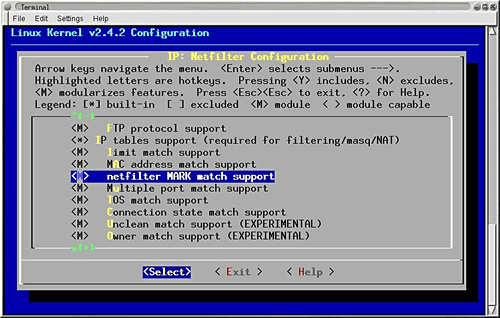 Terminal
File Edit Settings Help
Linux Kernel v2.4.2 Configuration
IP: Netfilter Configuration
Arrow keys navigate the menu. <Enter> selects submenus --->.
Highlighted letters are hotkeys. Pressing <Y> includes, <N> excludes,
<M> modularizes features. Press <Esc><Esc> to exit, <?> for Help.
Legend: [*] built-in [ ] excluded <M> module < > module capable
^(-)
<M> FTP protocol support
<*> IP tables support (required for filtering/masq/NAT)
<M> limit match support
<M> MAC address match support
<M> netfilter MARK match support
<M> Multiple port match support
<M> TOS match support
<M> Connection state match support
<M> Unclean match support (EXPERIMENTAL)
<M> Owner match support (EXPERIMENTAL)
v(+)
<Select> < Exit > < Help >